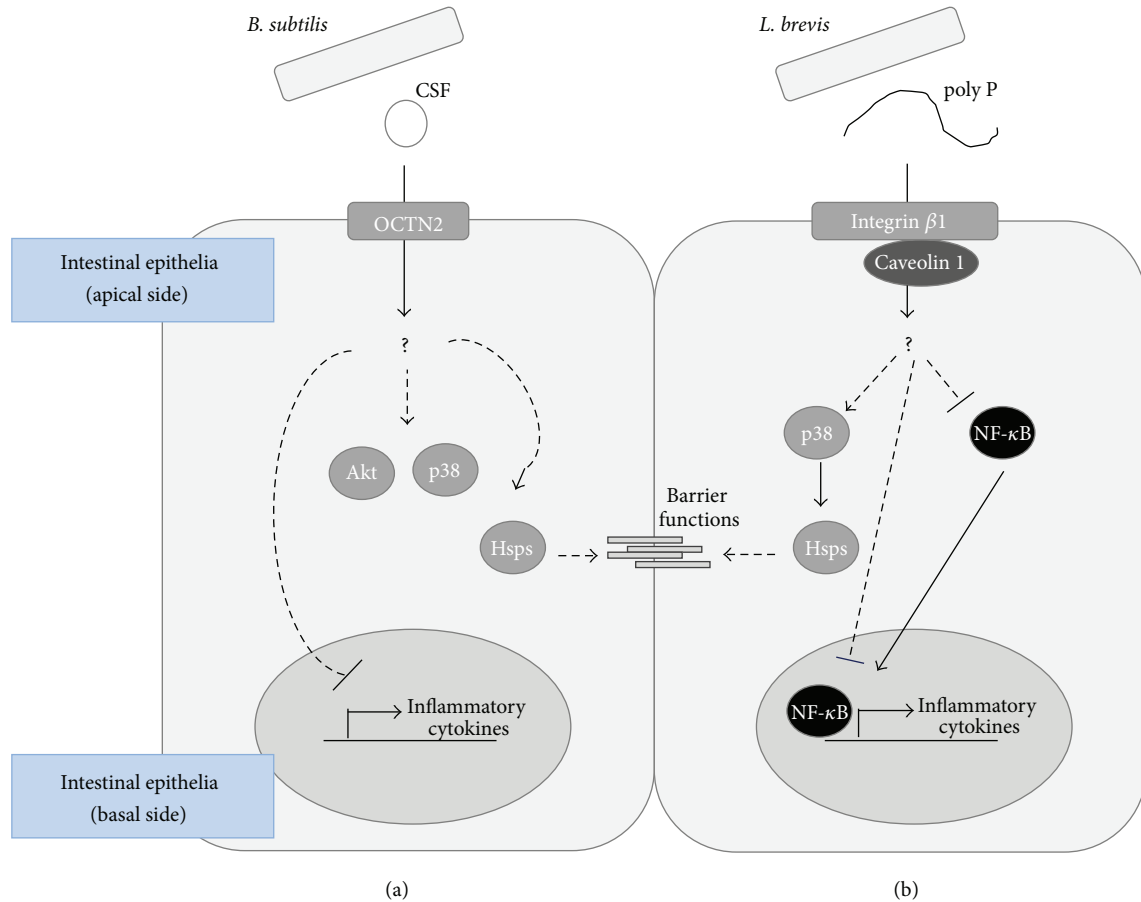 B. subtilis
CSF
OCTN2
Intestinal epithelia
(apical side)
?
Akt
p38
Hsps
Barrier
functions
Inflammatory
cytokines
Intestinal epithelia
(basal side)
(a)
L. brevis
poly P
Integrin β1
Caveolin 1
?
p38
NF-κB
Hsps
NF-κB
Inflammatory
cytokines
(b)